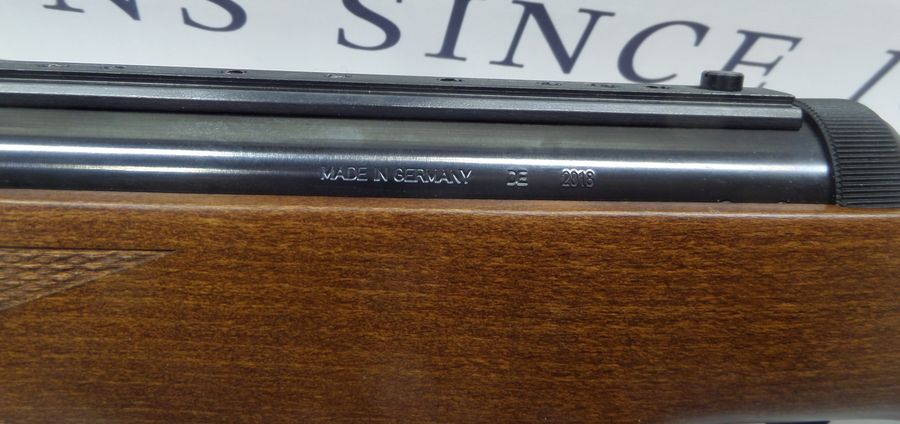 NS SINCE
MADE IN GERMANY DE 2018